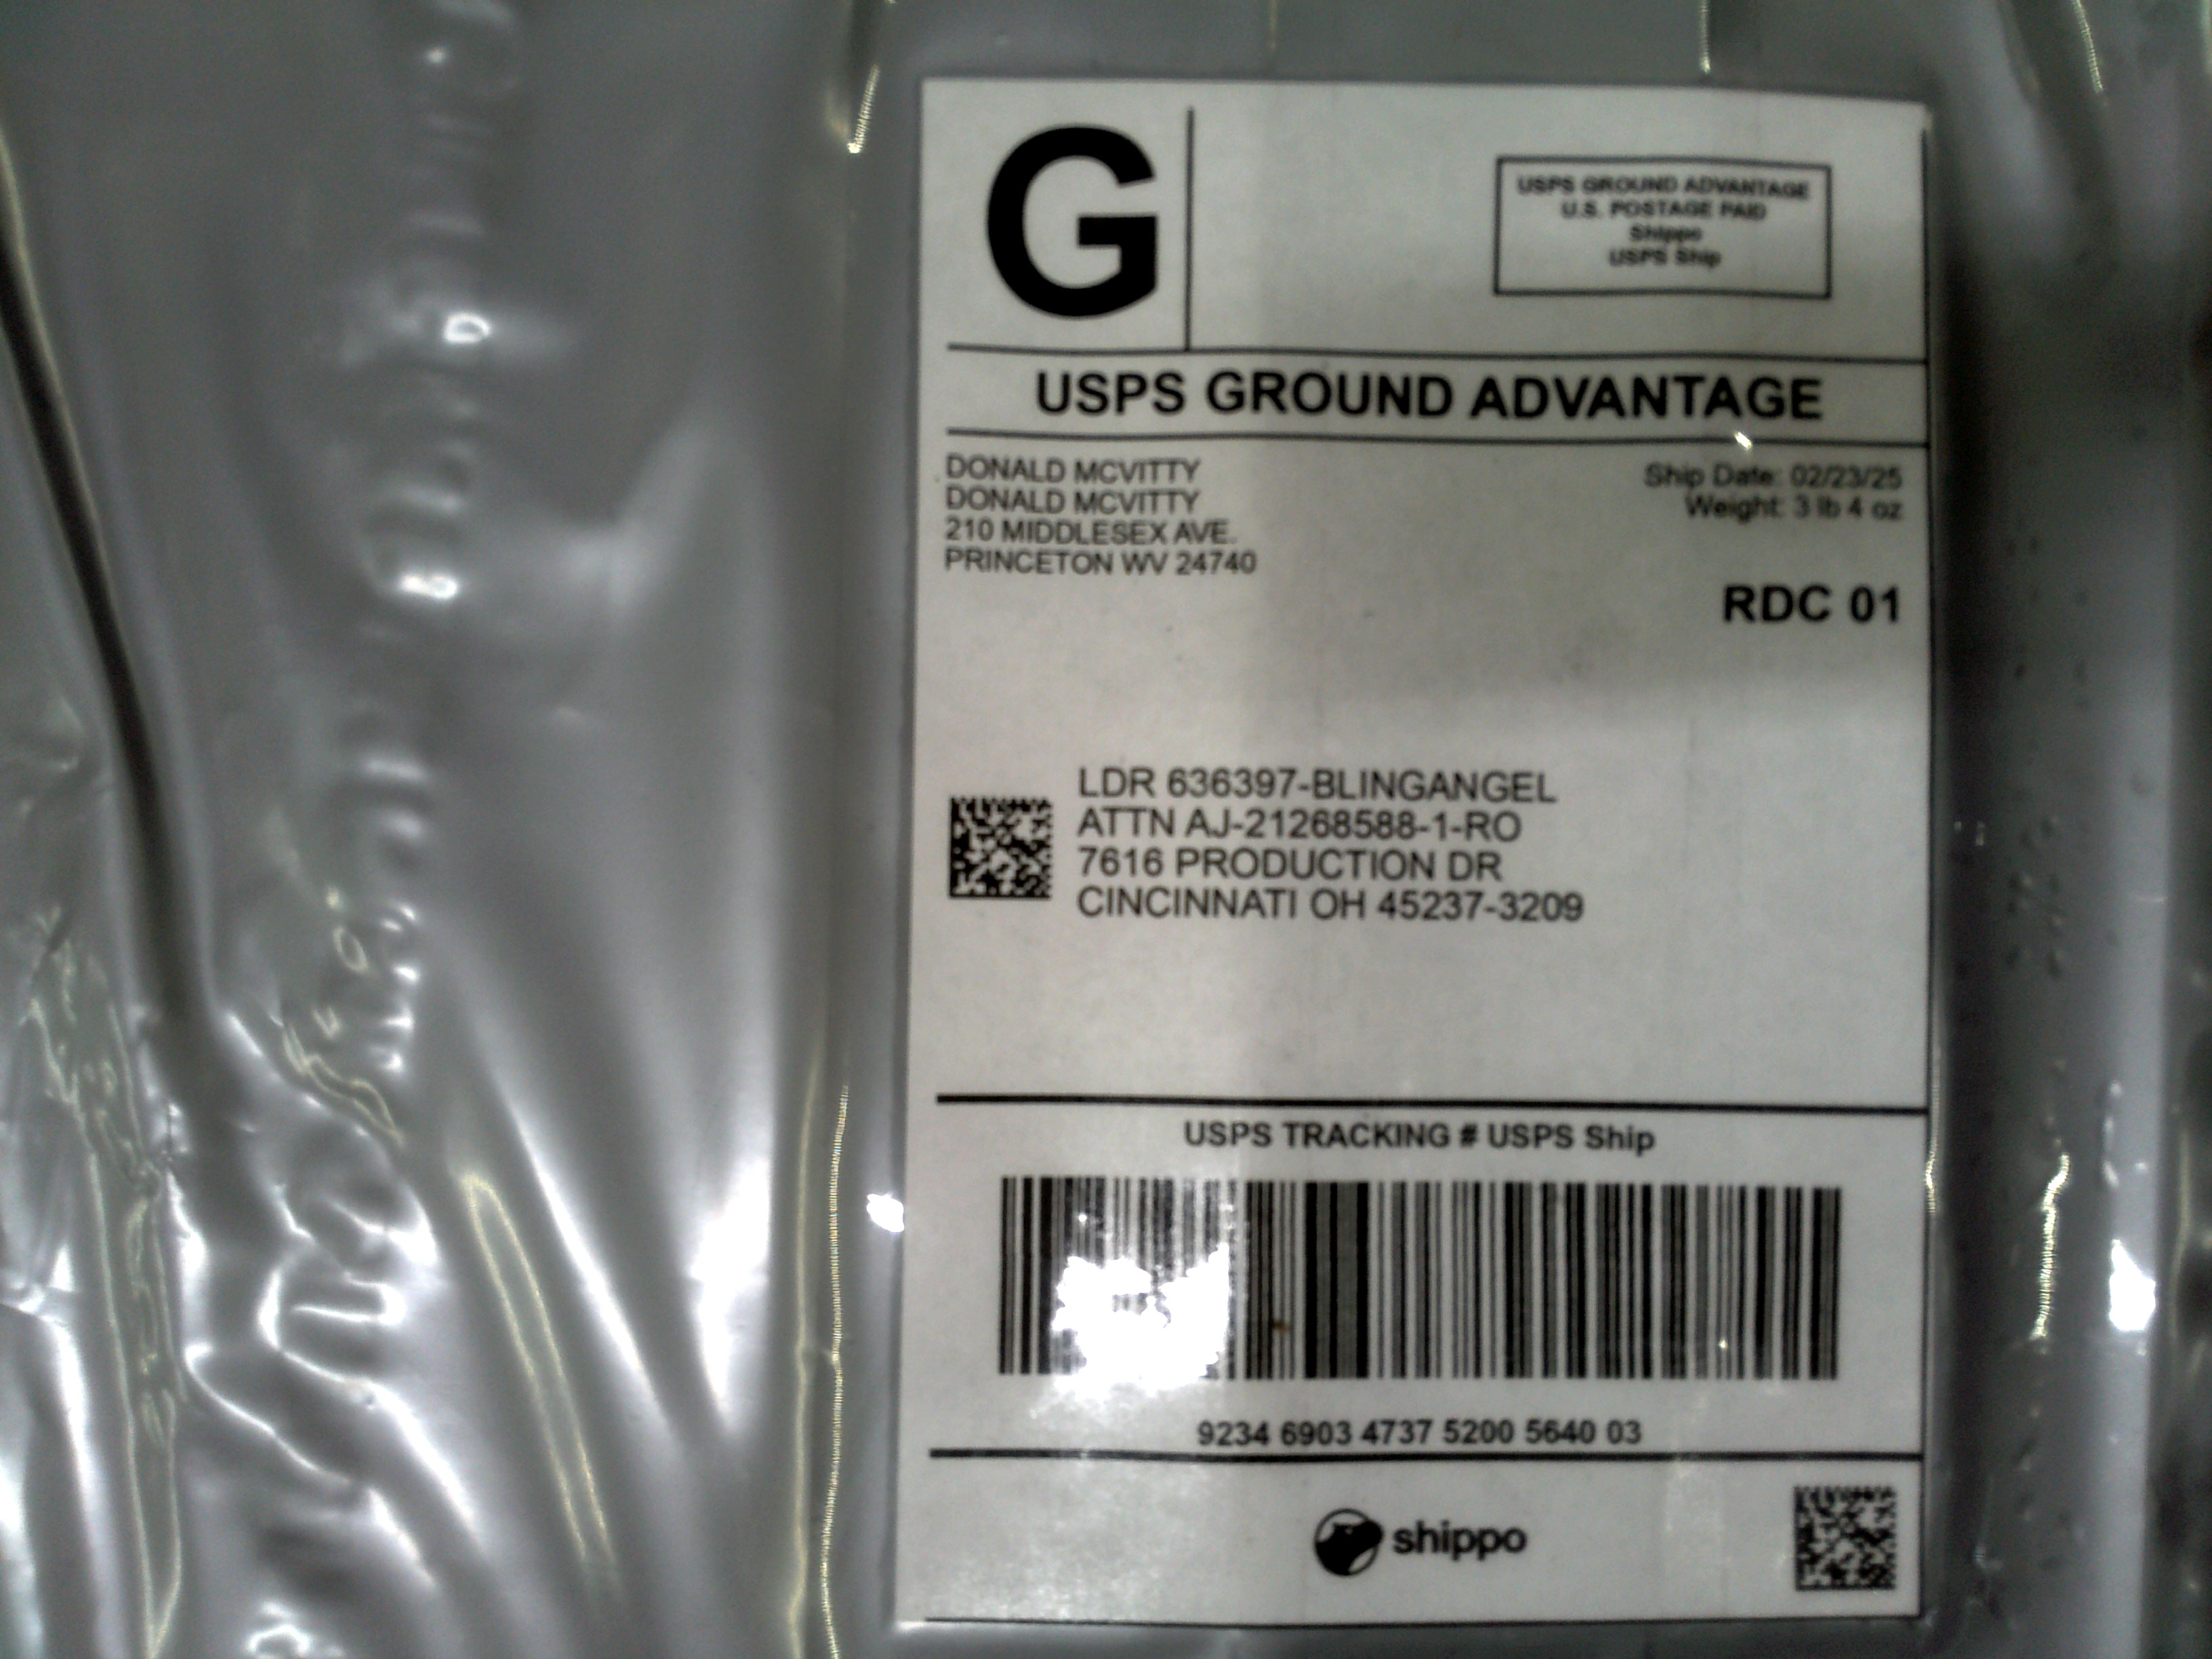 G
USPS GROUND ADVANTAGE
U.S. POSTAGE PAID
Shippo
USPS Ship
USPS GROUND ADVANTAGE
DONALD MCVITTY
DONALD MCVITTY
210 MIDDLESEX AVE.
PRINCETON WV 24740
Ship Date: 02/23/25
Weight: 3 lb 4 oz
RDC 01
LDR 636397-BLINGANGEL
ATTN AJ-21268588-1-RO
7616 PRODUCTION DR
CINCINNATI OH 45237-3209
USPS TRACKING # USPS Ship
9234 6903 4737 5200 5640 03
shippo